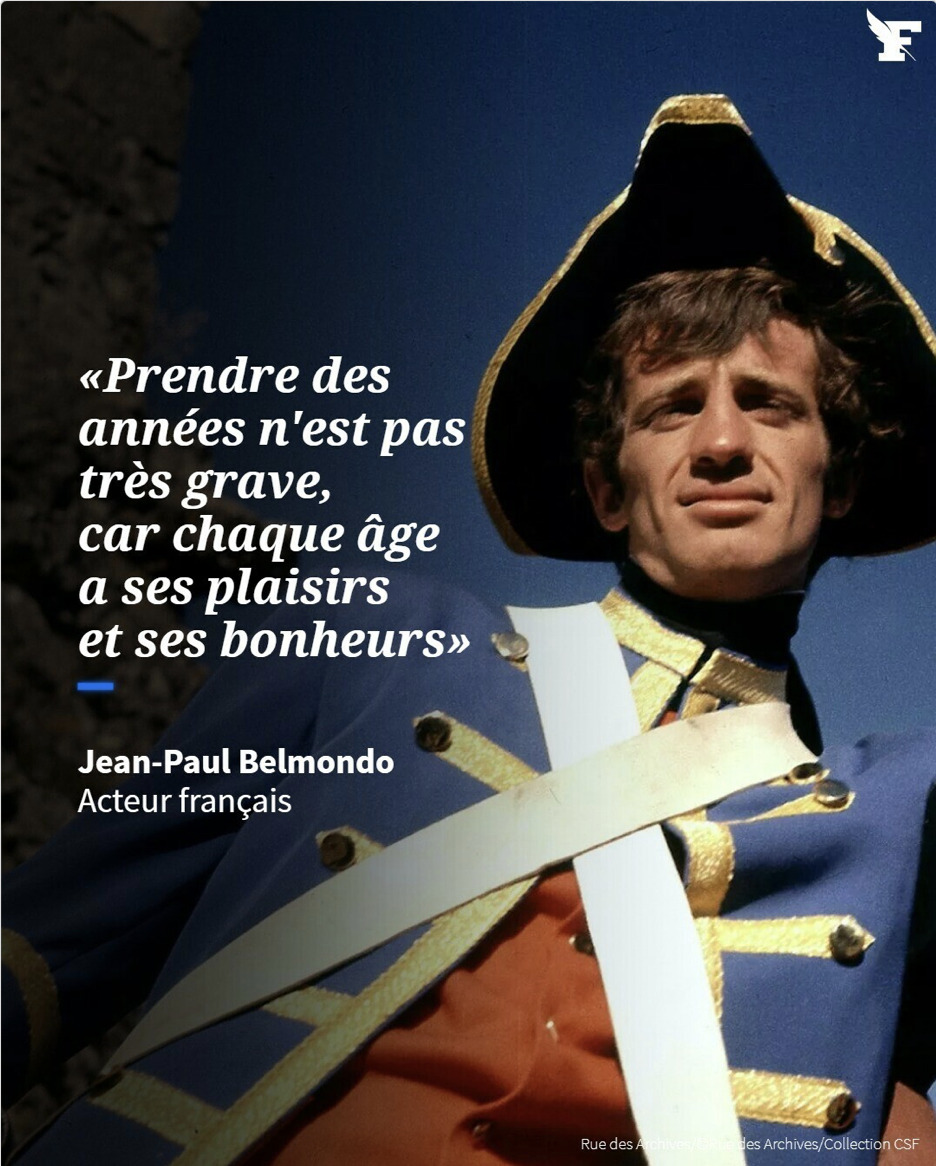 «Prendre des
années n'est pas
très grave,
car chaque âge
a ses plaisirs
et ses bonheurs»
Jean-Paul Belmondo
Acteur français
Rue des Archives/ des Archives/Collection CSF